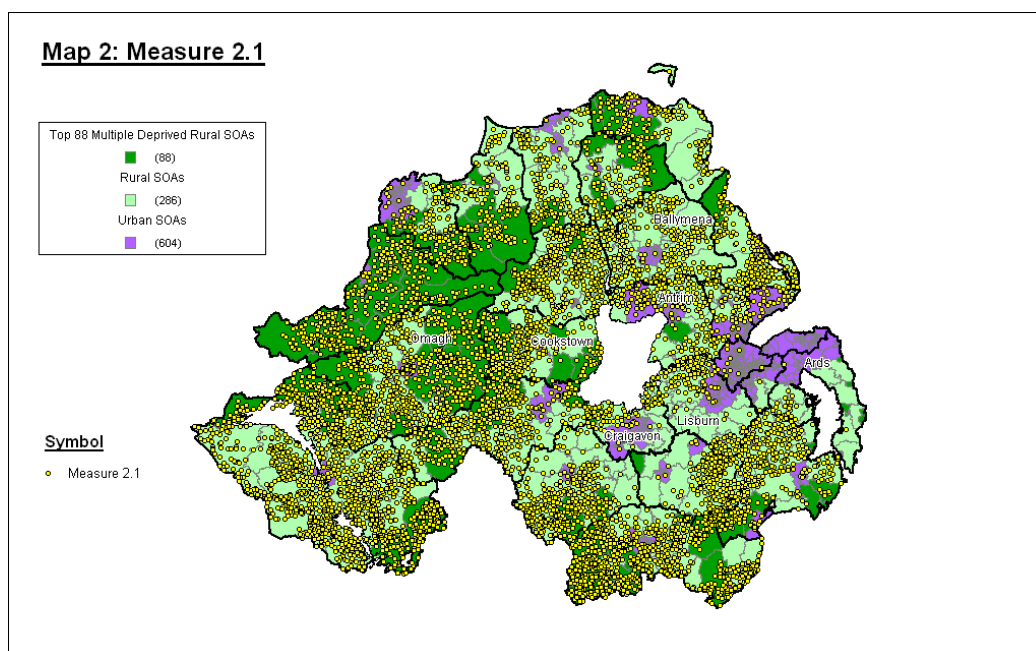 Map 2: Measure 2.1
Top 88 Multiple Deprived Rural SOAs
(88)
Rural SOAs
(286)
Urban SOAs
(604)
Ballymena
Antrim
Omagh
Cookstown
Ards
Lisburn
Craigavon
Symbol
Measure 2.1